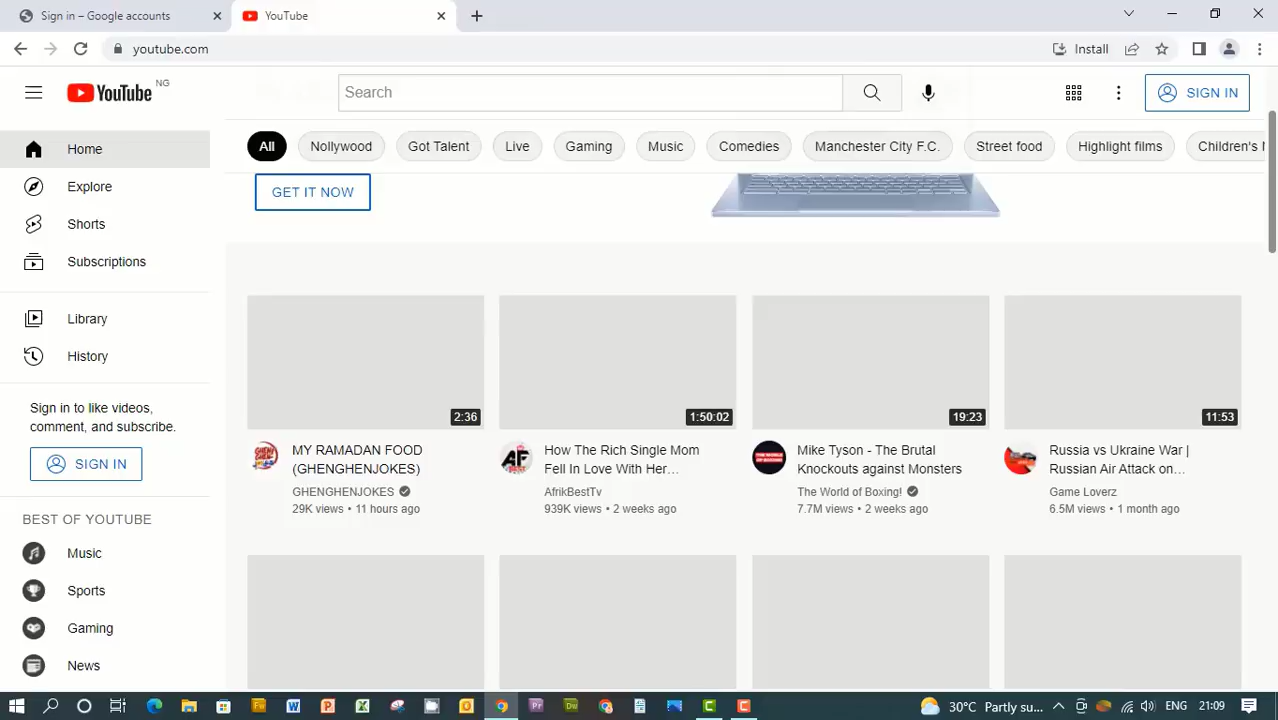 Sign in – Google accounts
YouTube
youtube.com
Install
YouTube NG
Search
SIGN IN
Home
Explore
Shorts
Subscriptions
Library
History
Sign in to like videos,
comment, and subscribe.
SIGN IN
BEST OF YOUTUBE
Music
Sports
Gaming
News
All Nollywood Got Talent Live Gaming Music Comedies Manchester City F.C. Street food Highlight films Children's
GET IT NOW
2:36
MY RAMADAN FOOD
(GHENGHENJOKES)
GHENGHENJOKES
29K views • 11 hours ago
1:50:02
AF
How The Rich Single Mom
Fell In Love With Her...
AfrikBestTv
939K views • 2 weeks ago
19:23
Mike Tyson - The Brutal
Knockouts against Monsters
The World of Boxing!
7.7M views • 2 weeks ago
11:53
Russia vs Ukraine War |
Russian Air Attack on...
Game Loverz
6.5M views • 1 month ago
30°C Partly su... ENG 21:09